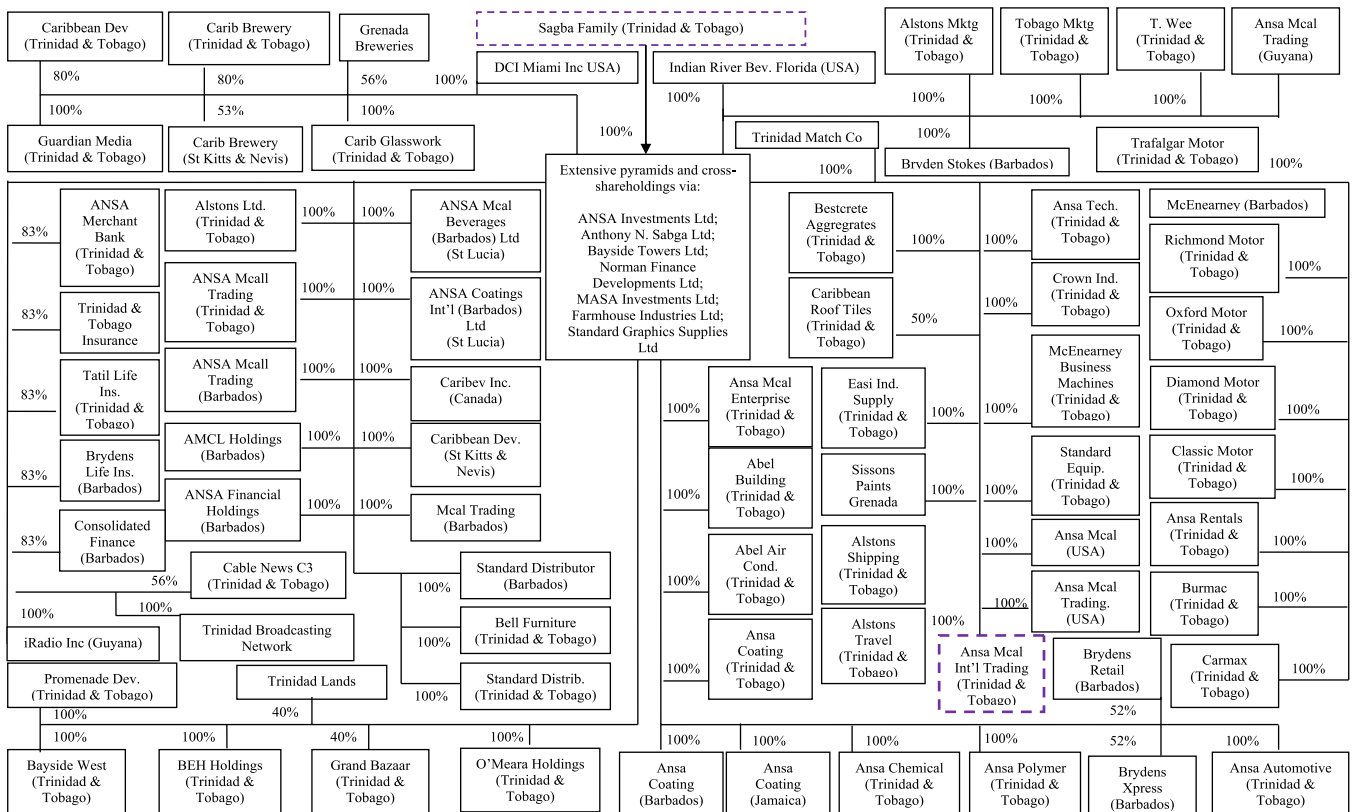 Caribbean Dev
(Trinidad & Tobago)
Carib Brewery
(Trinidad & Tobago)
Grenada
Breweries
Sagba Family (Trinidad & Tobago)
Alstons Mktg
(Trinidad &
Tobago)
Tobago Mktg
(Trinidad &
Tobago)
T. Wee
(Trinidad &
Tobago)
Ansa Mcal
Trading
(Guyana)
DCI Miami Inc USA)
Indian River Bev. Florida (USA)
80%
80%
56%
100%
100%
53%
100%
100%
100%
100%
100%
100%
Guardian Media
(Trinidad & Tobago)
Carib Brewery
(St Kitts & Nevis)
Carib Glasswork
(Trinidad & Tobago)
Trinidad Match Co
100%
100%
Bryden Stokes (Barbados)
Trafalgar Motor
(Trinidad & Tobago)
100%
Extensive pyramids and cross-
shareholdings via:
ANSA Investments Ltd;
Anthony N. Sabga Ltd;
Bayside Towers Ltd;
Norman Finance
Developments Ltd;
MASA Investments Ltd;
Farmhouse Industries Ltd;
Standard Graphics Supplies
Ltd
83%
ANSA
Merchant
Bank
(Trinidad &
Tobago)
83%
Trinidad &
Tobago
Insurance
83%
Tatil Life
Ins.
(Trinidad &
Tobago
83%
Brydens
Life Ins.
(Barbados)
83%
Consolidated
Finance
(Barbados)
Alstons Ltd.
(Trinidad &
Tobago)
100%
100%
ANSA Mcall
Trading
(Trinidad &
Tobago)
100%
100%
ANSA Mcall
Trading
(Barbados)
100%
100%
AMCL Holdings
(Barbados)
100%
100%
ANSA Financial
Holdings
(Barbados)
100%
100%
ANSA Mcal
Beverages
(Barbados) Ltd
(St Lucia)
ANSA Coatings
Int'l (Barbados)
Ltd
(St Lucia)
Caribev Inc.
(Canada)
Caribbean Dev.
(St Kitts &
Nevis)
Mcal Trading
(Barbados)
Bestcrete
Aggregrates
(Trinidad &
Tobago)
100%
Caribbean
Roof Tiles
(Trinidad &
Tobago)
50%
100%
Ansa Tech.
(Trinidad &
Tobago)
100%
Crown Ind.
(Trinidad &
Tobago)
100%
McEnearney
Business
Machines
(Trinidad &
Tobago
100%
Standard
Equip.
(Trinidad &
Tobago)
100%
Ansa Mcal
(USA)
100%
Ansa Mcal
Trading.
(USA)
McEnearney (Barbados)
Richmond Motor
(Trinidad &
Tobago)
100%
Oxford Motor
(Trinidad &
Tobago)
100%
Diamond Motor
(Trinidad &
Tobago)
100%
Classic Motor
(Trinidad &
Tobago)
100%
Ansa Rentals
(Trinidad &
Tobago)
100%
Burmac
(Trinidad &
Tobago)
100%
Carmax
(Trinidad &
Tobago)
100%
100%
Ansa Mcal
Enterprise
(Trinidad &
Tobago)
100%
Abel
Building
(Trinidad &
Tobago)
100%
Abel Air
Cond.
(Trinidad &
Tobago)
100%
Ansa
Coating
(Trinidad &
Tobago)
Easi Ind.
Supply
(Trinidad &
Tobago)
100%
Sissons
Paints
Grenada
100%
Alstons
Shipping
(Trinidad &
Tobago)
Alstons
Travel
(Trinidad &
Tobago)
100%
Ansa Mcal
Int'l Trading
(Trinidad &
Tobago)
Brydens
Retail
(Barbados)
52%
56%
Cable News C3
(Trinidad & Tobago)
100%
100%
iRadio Inc (Guyana)
Trinidad Broadcasting
Network
100%
Standard Distributor
(Barbados)
100%
Bell Furniture
(Trinidad & Tobago)
100%
Standard Distrib.
(Trinidad & Tobago)
Promenade Dev.
(Trinidad & Tobago)
100%
Trinidad Lands
40%
100%
Bayside West
(Trinidad &
Tobago)
100%
BEH Holdings
(Trinidad &
Tobago)
40%
Grand Bazaar
(Trinidad &
Tobago)
100%
O'Meara Holdings
(Trinidad &
Tobago)
100%
Ansa
Coating
(Barbados)
100%
Ansa
Coating
(Jamaica)
100%
Ansa Chemical
(Trinidad &
Tobago)
100%
Ansa Polymer
(Trinidad &
Tobago)
52%
Brydens
Xpress
(Barbados)
100%
Ansa Automotive
(Trinidad &
Tobago)